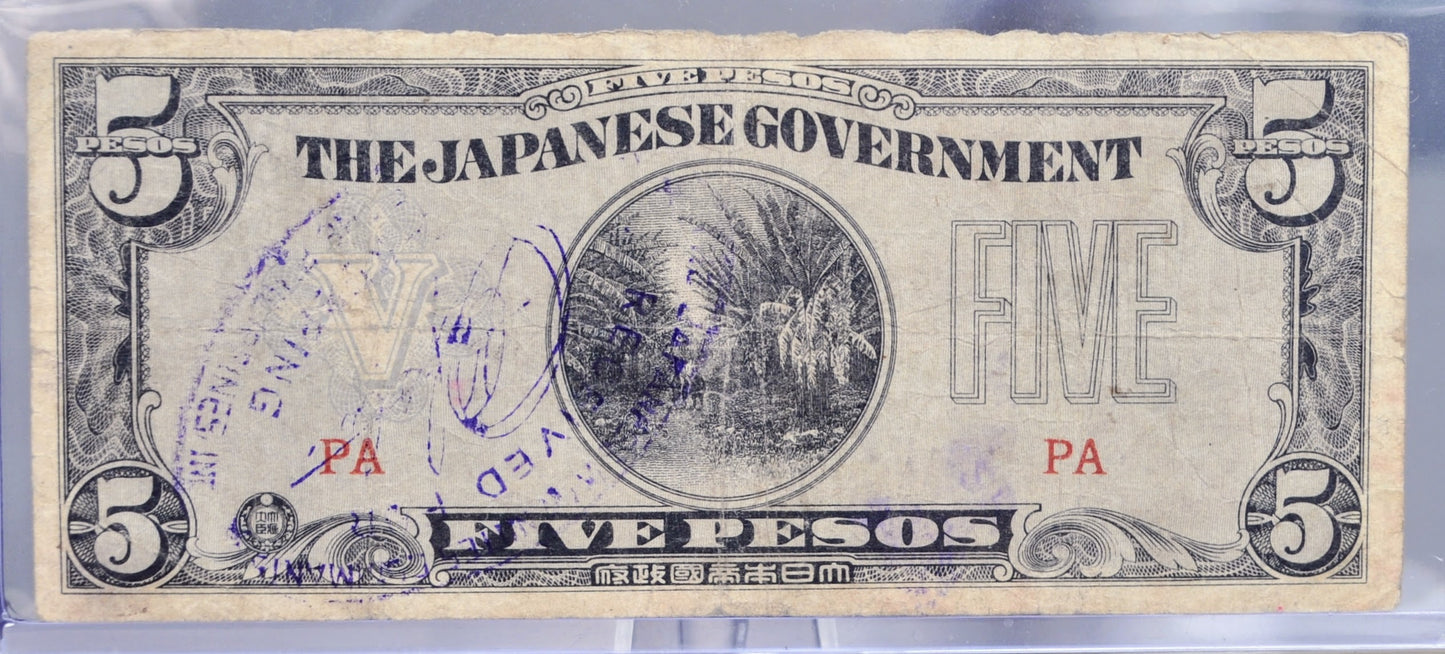 5 FIVE PESOS 5
PESOS PESOS
THE JAPANESE GOVERNMENT
V FIVE
RECEIVED
PA PA
5 FIVE PESOS 5
府政國帝本日大